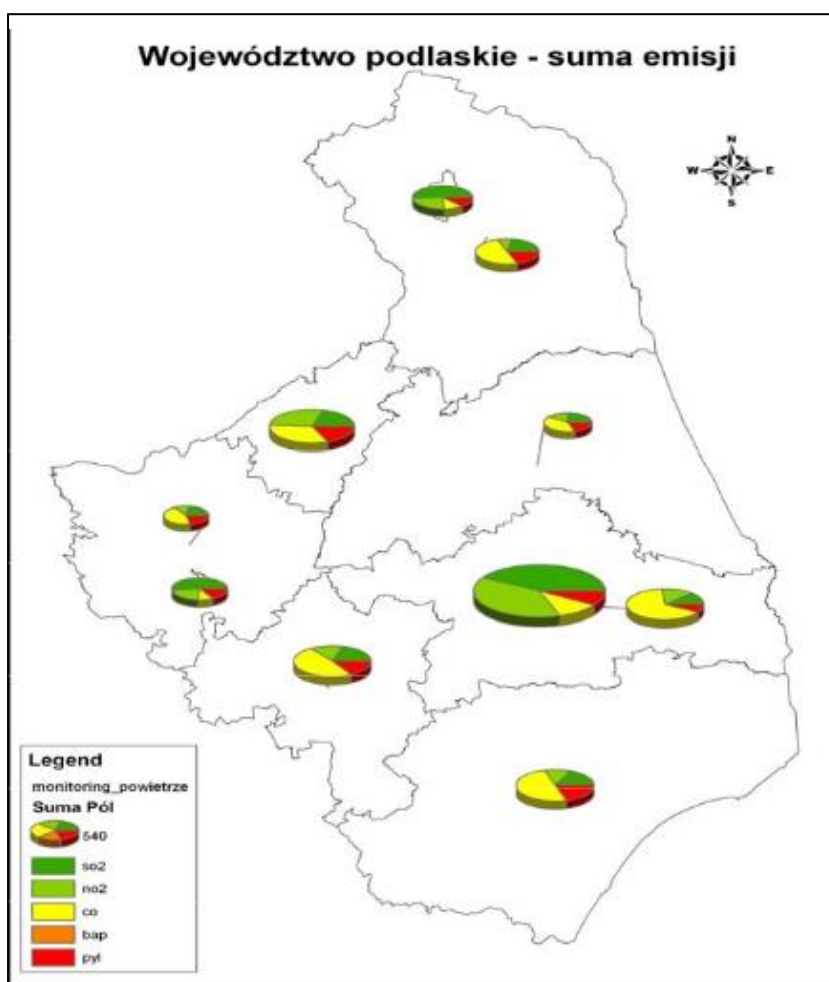 Województwo podlaskie - suma emisji
N
W E
S
Legend
monitoring_powietrze
Suma Pól
540
so2
no2
co
bap
pyl